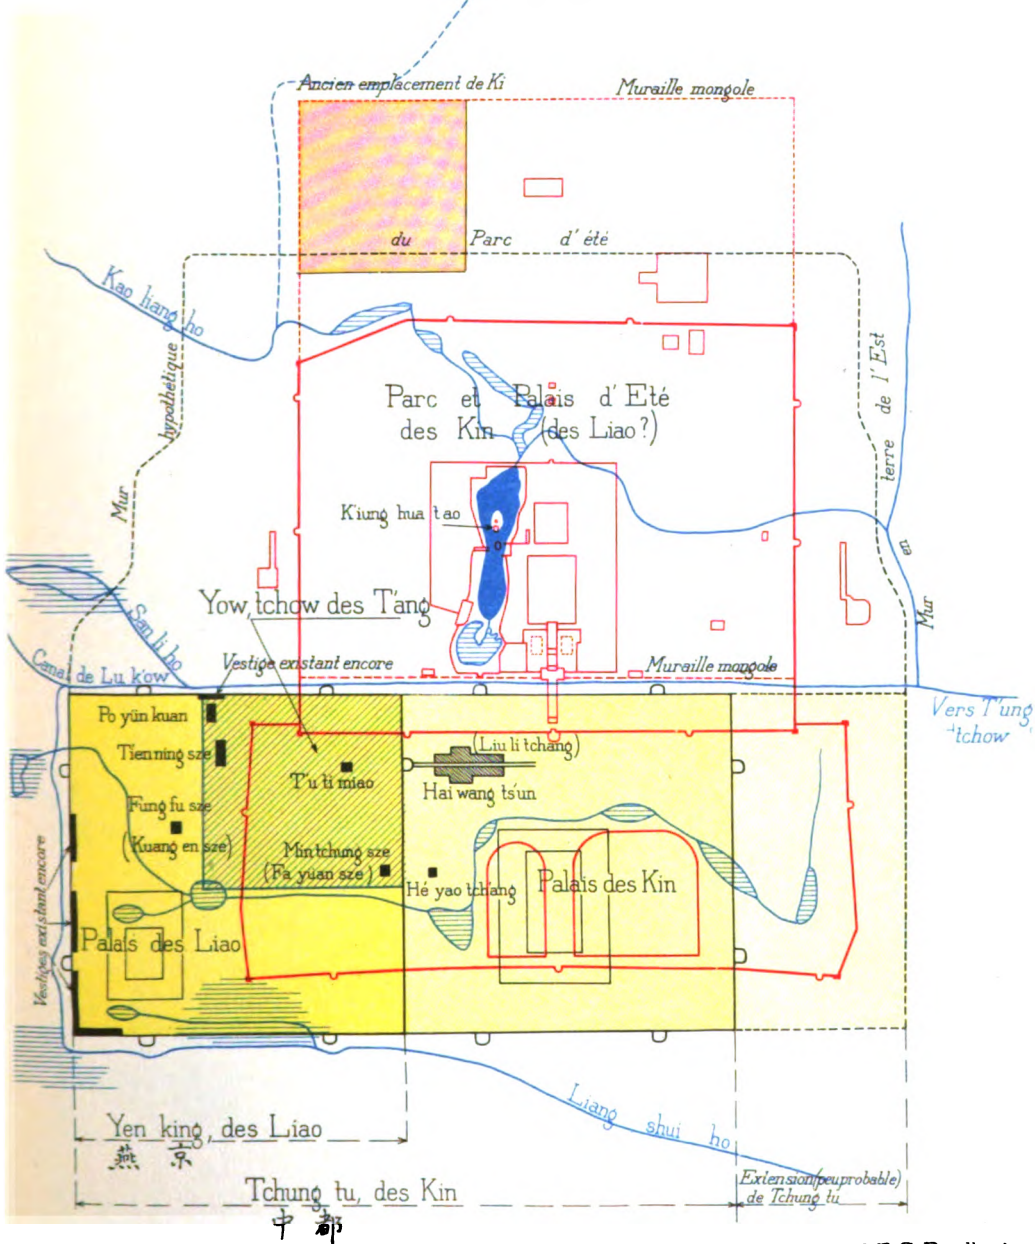 Ancien emplacement de Ki
Muraille mongole
du Parc d'été
Kao liang ho
Mur hypothétique
Parc et Palais d'Eté
des Kin (des Liao?)
Mur en terre de l'Est
Kiung hua tao
Yow, tchow des T'ang
San li ho
Canal de Lu k'ow
Vestige existant encore
Muraille mongole
Vers T'ung
tchow
Po yün kuan
(Liu li tchang)
T'ien ning sze
T'u ti miao
Hai wang ts'un
Fung fu sze
(Kuang en sze)
Min tchung sze
(Fa yuan sze)
Hé yao tchang
Palais des Kin
Vestiges existant encore
Palais des Liao
Liang shui ho
Yen king, des Liao
燕 京
Extension (peu probable)
de Tchung tu
Tchung tu, des Kin
中 都